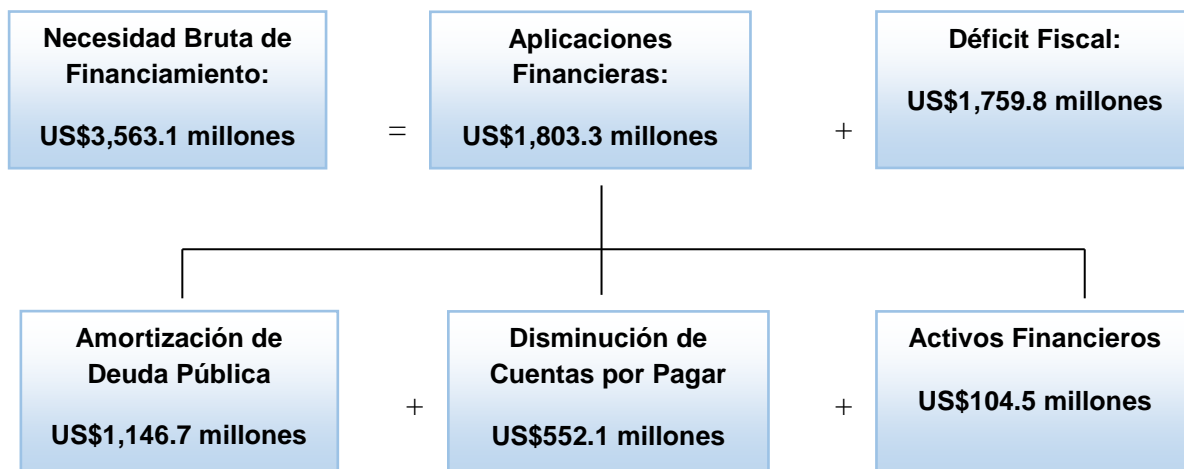 Necesidad Bruta de
Financiamiento:
US$3,563.1 millones
=
Aplicaciones
Financieras:
US$1,803.3 millones
+
Déficit Fiscal:
US$1,759.8 millones
Amortización de
Deuda Pública
US$1,146.7 millones
+
Disminución de
Cuentas por Pagar
US$552.1 millones
+
Activos Financieros
US$104.5 millones